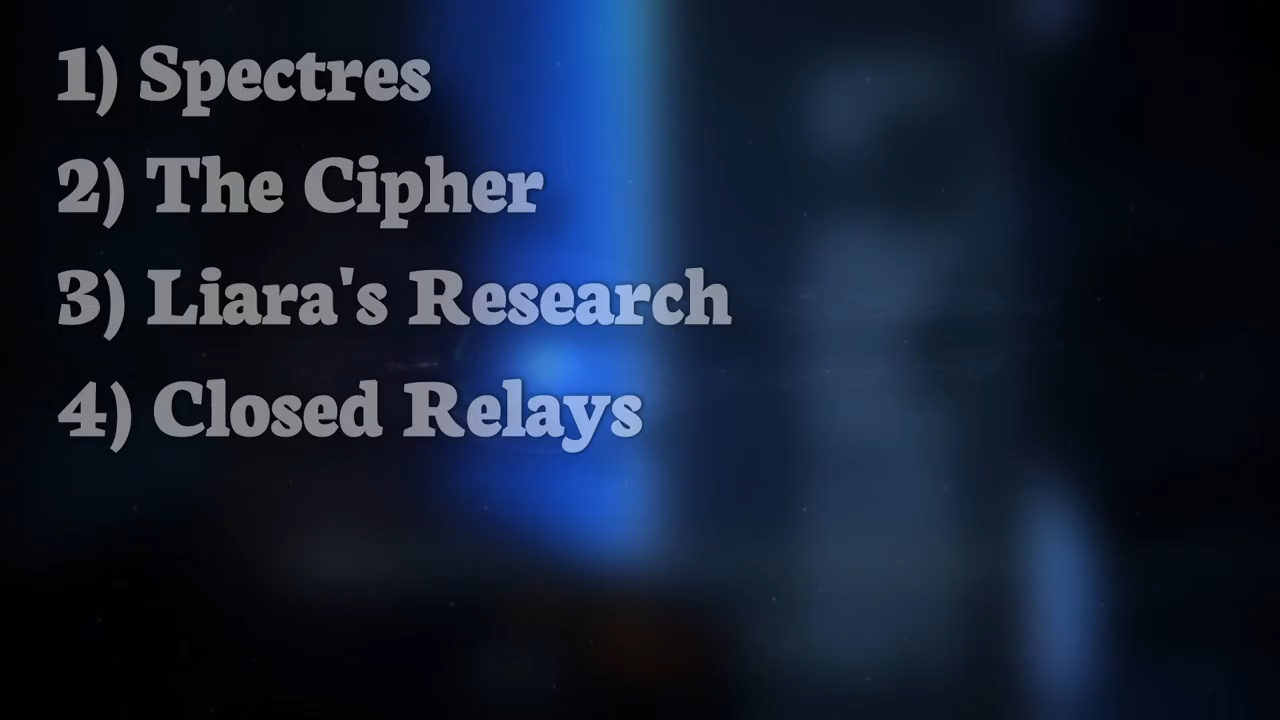 1) Spectres
2) The Cipher
3) Liara's Research
4) Closed Relays